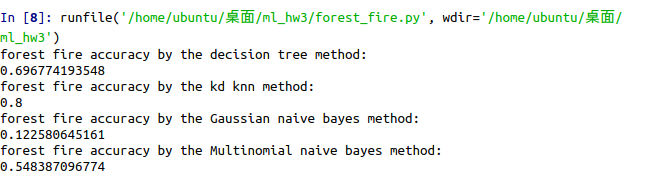 In [8]: runfile('/home/ubuntu/桌面/ml_hw3/forest_fire.py', wdir='/home/ubuntu/桌面/
ml_hw3')
forest fire accuracy by the decision tree method:
0.696774193548
forest fire accuracy by the kd knn method:
0.8
forest fire accuracy by the Gaussian naive bayes method:
0.122580645161
forest fire accuracy by the Multinomial naive bayes method:
0.548387096774